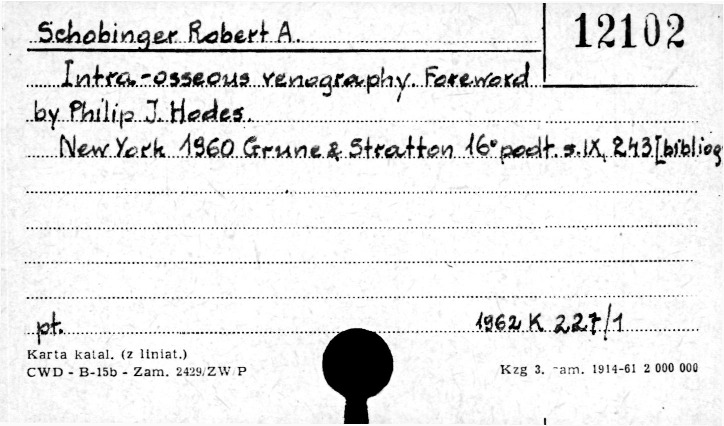 Schobinger Robert A.
12102
Intra-osseous venography. Foreword
by Philip J. Hodes.
New York 1960 Grune & Stratton 16° podł. s. IX, 243 [bibliog
pt.
1962 K 227/1
Karta katal. (z liniat.)
CWD - B-15b - Zam. 2429/ZW/P
Kzg 3. am. 1914-61 2 000 000